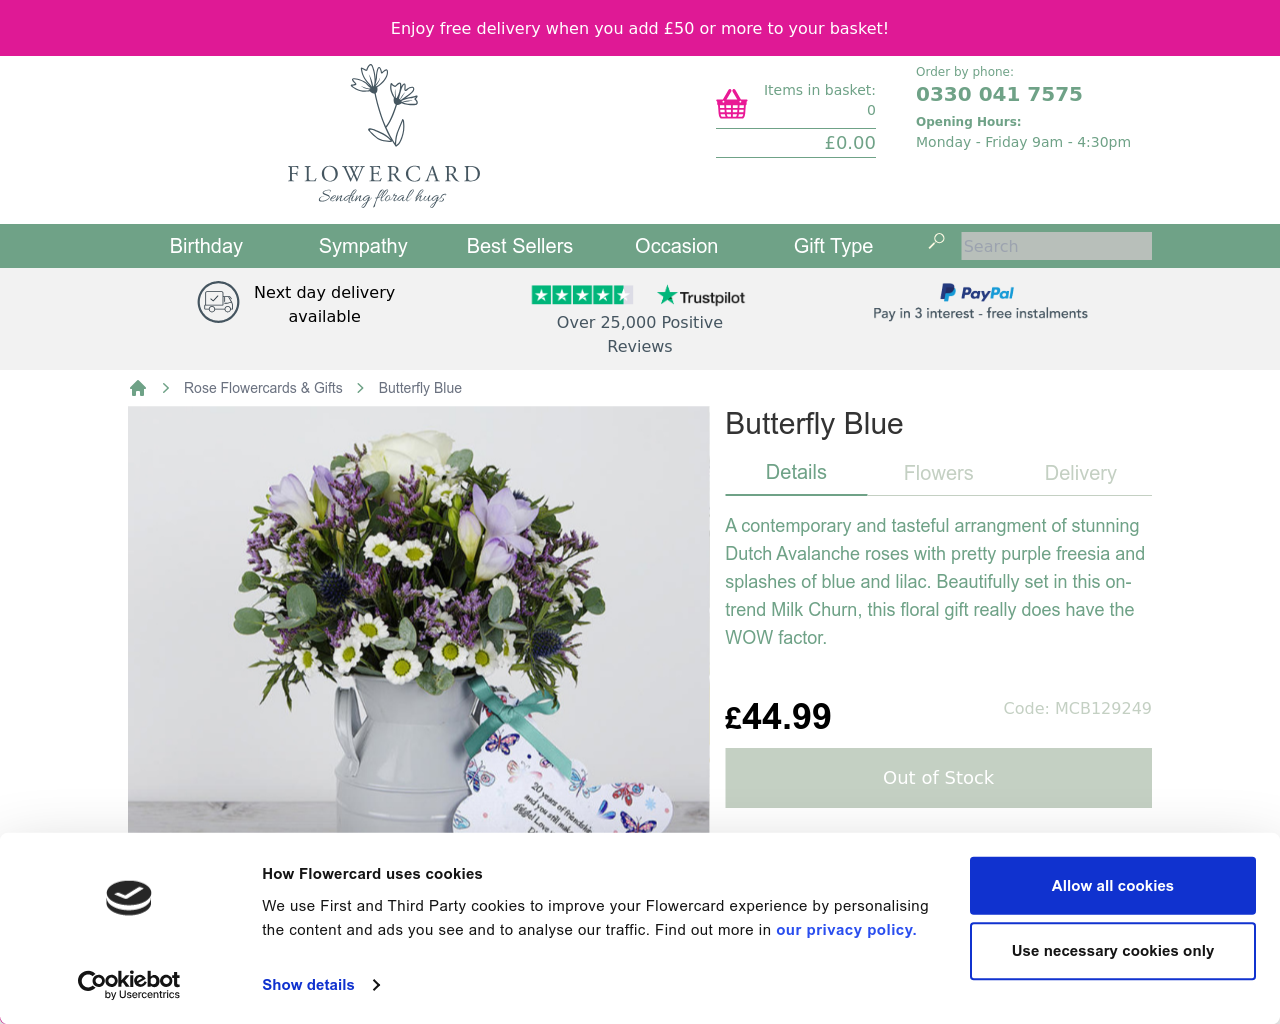 Enjoy free delivery when you add £50 or more to your basket!
FLOWERCARD
Sending floral hugs
Items in basket:
0
£0.00
Order by phone:
0330 041 7575
Opening Hours:
Monday - Friday 9am - 4:30pm
Birthday
Sympathy
Best Sellers
Occasion
Gift Type
Search
Next day delivery
available
Trustpilot
Over 25,000 Positive
Reviews
PayPal
Pay in 3 interest - free instalments
Rose Flowercards & Gifts
Butterfly Blue
Butterfly Blue
Details
Flowers
Delivery
A contemporary and tasteful arrangment of stunning
Dutch Avalanche roses with pretty purple freesia and
splashes of blue and lilac. Beautifully set in this on-
trend Milk Churn, this floral gift really does have the
WOW factor.
£44.99
Code: MCB129249
Out of Stock
20 years of friendship
and you still make
How Flowercard uses cookies
We use First and Third Party cookies to improve your Flowercard experience by personalising
the content and ads you see and to analyse our traffic. Find out more in our privacy policy.
Show details
Allow all cookies
Use necessary cookies only
Cookiebot
by Usercentrics